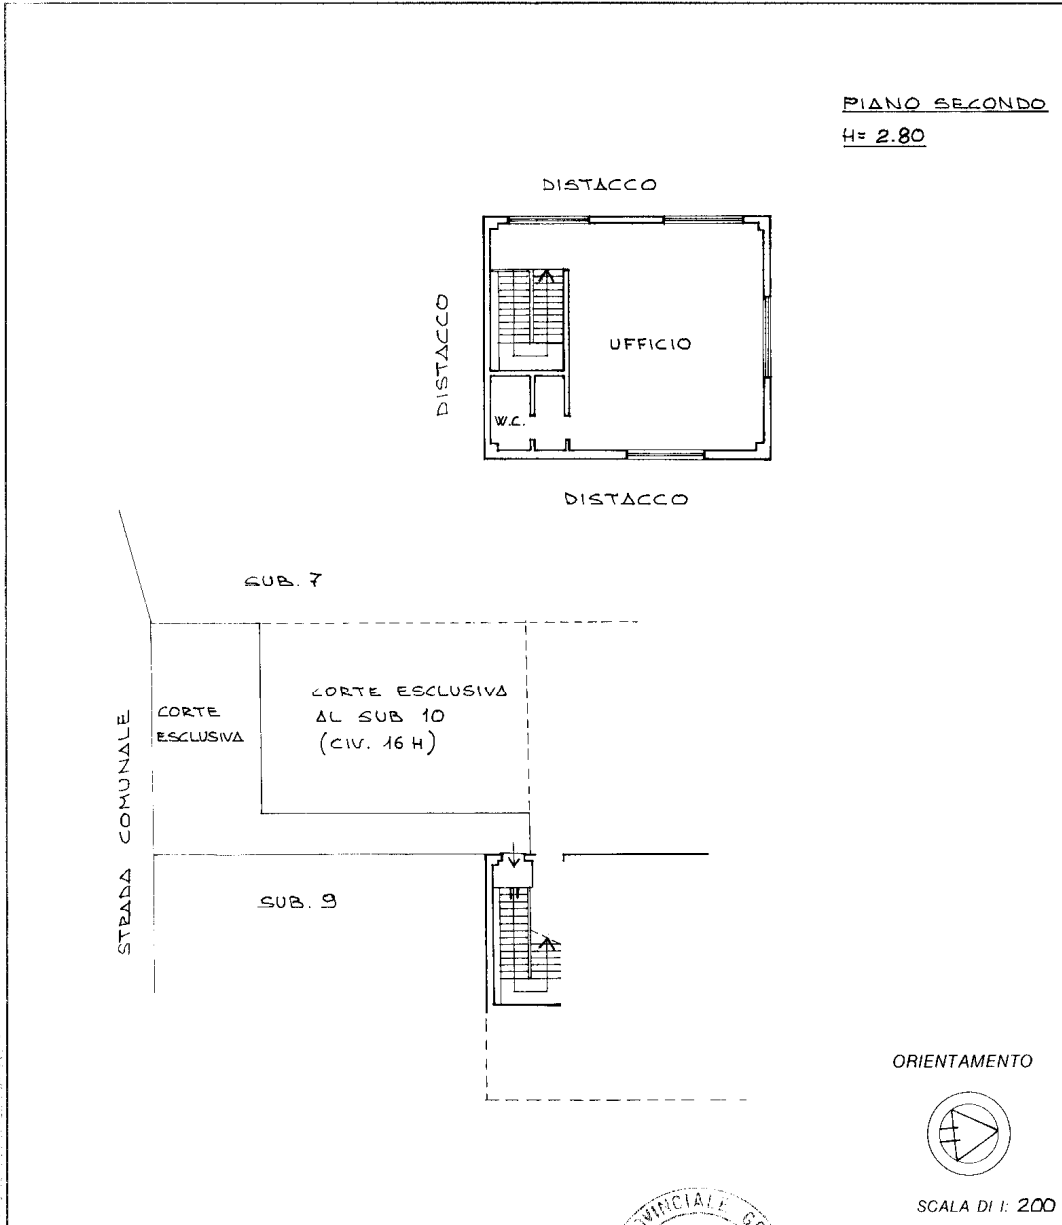 PIANO SECONDO
H= 2.80
DISTACCO
DISTACCO
UFFICIO
W.C.
DISTACCO
SUB. 7
CORTE ESCLUSIVA
AL SUB 10
(CIV. 16 H)
CORTE
ESCLUSIVA
STRADA COMUNALE
SUB. 9
ORIENTAMENTO
SCALA DI 1: 200